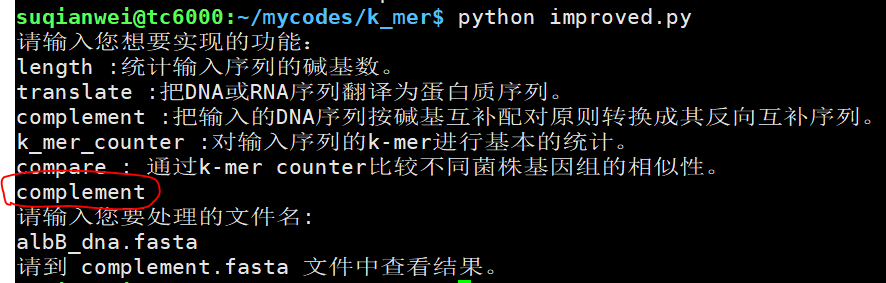 suqianwei@tc6000:~/mycodes/k_mer$ python improved.py
请输入您想要实现的功能：
length :统计输入序列的碱基数。
translate :把DNA或RNA序列翻译为蛋白质序列。
complement :把输入的DNA序列按碱基互补配对原则转换成其反向互补序列。
k_mer_counter :对输入序列的k-mer进行基本的统计。
compare : 通过k-mer counter比较不同菌株基因组的相似性。
complement
请输入您要处理的文件名:
albB_dna.fasta
请到 complement.fasta 文件中查看结果。